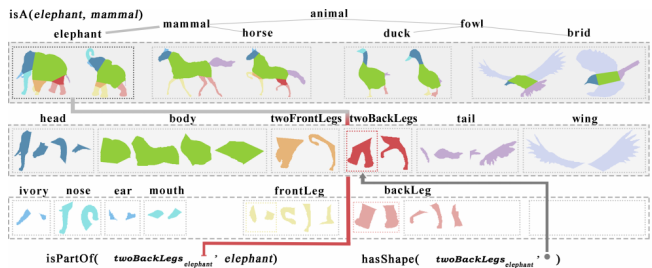 isA(elephant, mammal)
animal
mammal fowl
elephant horse duck brid
head body twoFrontLegs twoBackLegs tail wing
ivory nose ear mouth frontLeg backLeg
isPartOf( twoBackLegs elephant, elephant) hasShape( twoBackLegs elephant, )